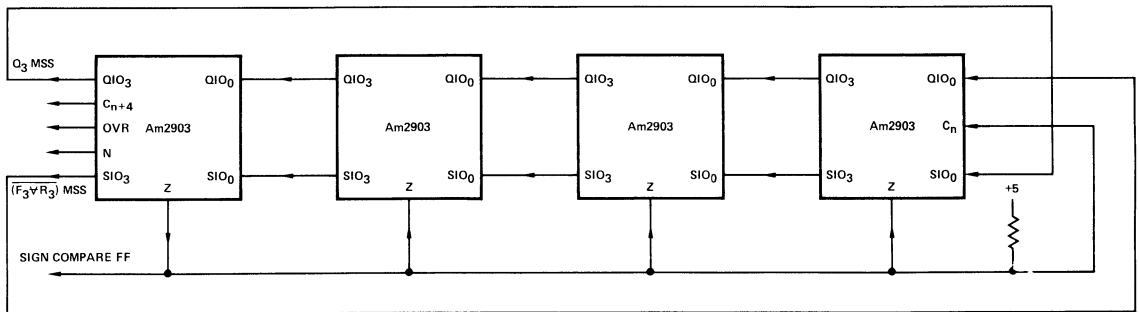 Q₃ MSS
QIO₃ QIO₀
Cₙ₊₄
OVR Am2903
N
SIO₃ SIO₀
Z
(F₃∀R₃) MSS
QIO₃ QIO₀
Am2903
SIO₃ SIO₀
Z
QIO₃ QIO₀
Am2903
SIO₃ SIO₀
Z
QIO₃ QIO₀
Am2903 Cₙ
SIO₃ SIO₀
Z
+5
SIGN COMPARE FF